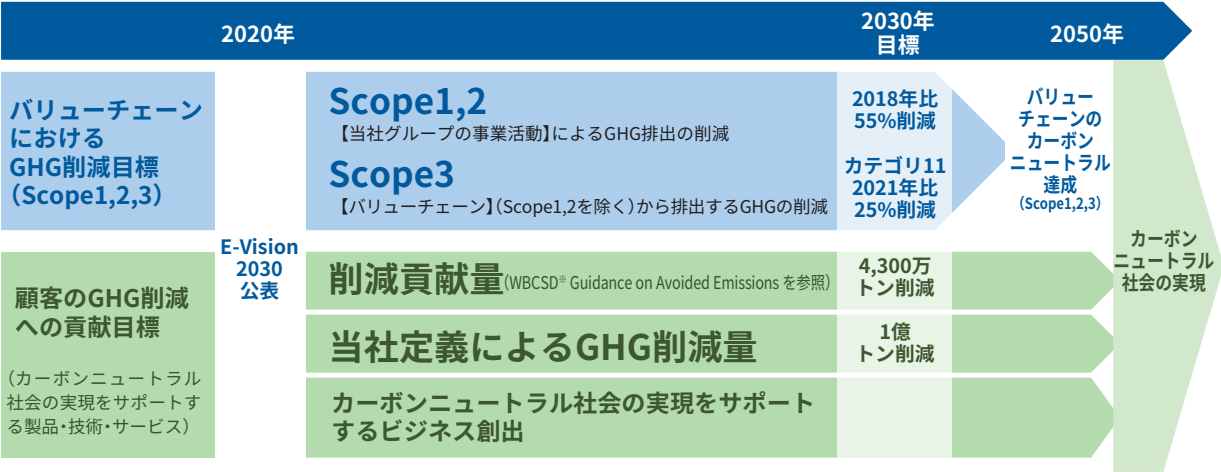 2020年
2030年
目標
2050年
バリューチェーン
における
GHG削減目標
（Scope1,2,3）
Scope1,2
【当社グループの事業活動】によるGHG排出の削減
Scope3
【バリューチェーン】（Scope1,2を除く）から排出するGHGの削減
2018年比
55%削減
カテゴリ11
2021年比
25%削減
バリュー
チェーンの
カーボン
ニュートラル
達成
（Scope1,2,3）
E-Vision
2030
公表
顧客のGHG削減
への貢献目標
（カーボンニュートラル
社会の実現をサポートす
る製品・技術・サービス）
削減貢献量（WBCSD※ Guidance on Avoided Emissions を参照）
4,300万
トン削減
当社定義によるGHG削減量
1億
トン削減
カーボンニュートラル社会の実現をサポート
するビジネス創出
カーボン
ニュートラル
社会の実現